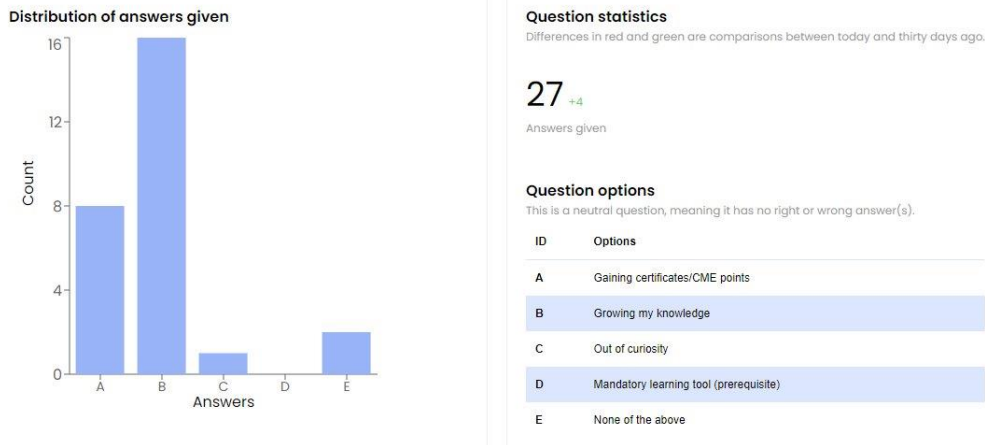 Distribution of answers given
16
12
8
4
0
Count
A B C D E
Answers
Question statistics
Differences in red and green are comparisons between today and thirty days ago.
27 +4
Answers given
Question options
This is a neutral question, meaning it has no right or wrong answer(s).
ID Options
A Gaining certificates/CME points
B Growing my knowledge
C Out of curiosity
D Mandatory learning tool (prerequisite)
E None of the above